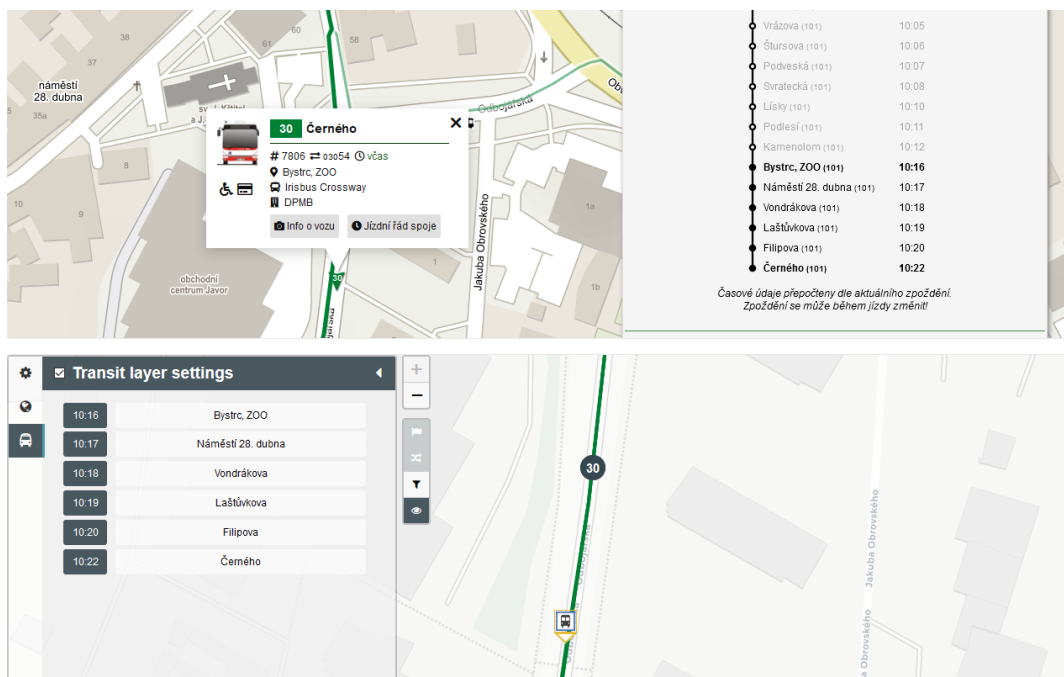 38
37
60
61
58
náměstí
28. dubna
35a
a J.
30 Černého
# 7806 03054 včas
Bystrc, ZOO
Irisbus Crossway
DPMB
Info o vozu
Jízdní řád spoje
Odbojářská
Jakuba Obrovského
10
9
1a
1
1b
obchodní
centrum Javor
30
Vrázova (101) 10:05
Štursova (101) 10:06
Podveská (101) 10:07
Svratecká (101) 10:08
Lísky (101) 10:10
Podlesí (101) 10:11
Kamenolom (101) 10:12
Bystrc, ZOO (101) 10:16
Náměstí 28. dubna (101) 10:17
Vondrákova (101) 10:18
Laštůvkova (101) 10:19
Filipova (101) 10:20
Černého (101) 10:22
Časové údaje přepočteny dle aktuálního zpoždění.
Zpoždění se může během jízdy změnit!
Transit layer settings
10:16 Bystrc, ZOO
10:17 Náměstí 28. dubna
10:18 Vondrákova
10:19 Laštůvkova
10:20 Filipova
10:22 Černého
30
Odbojářská
Jakuba Obrovského